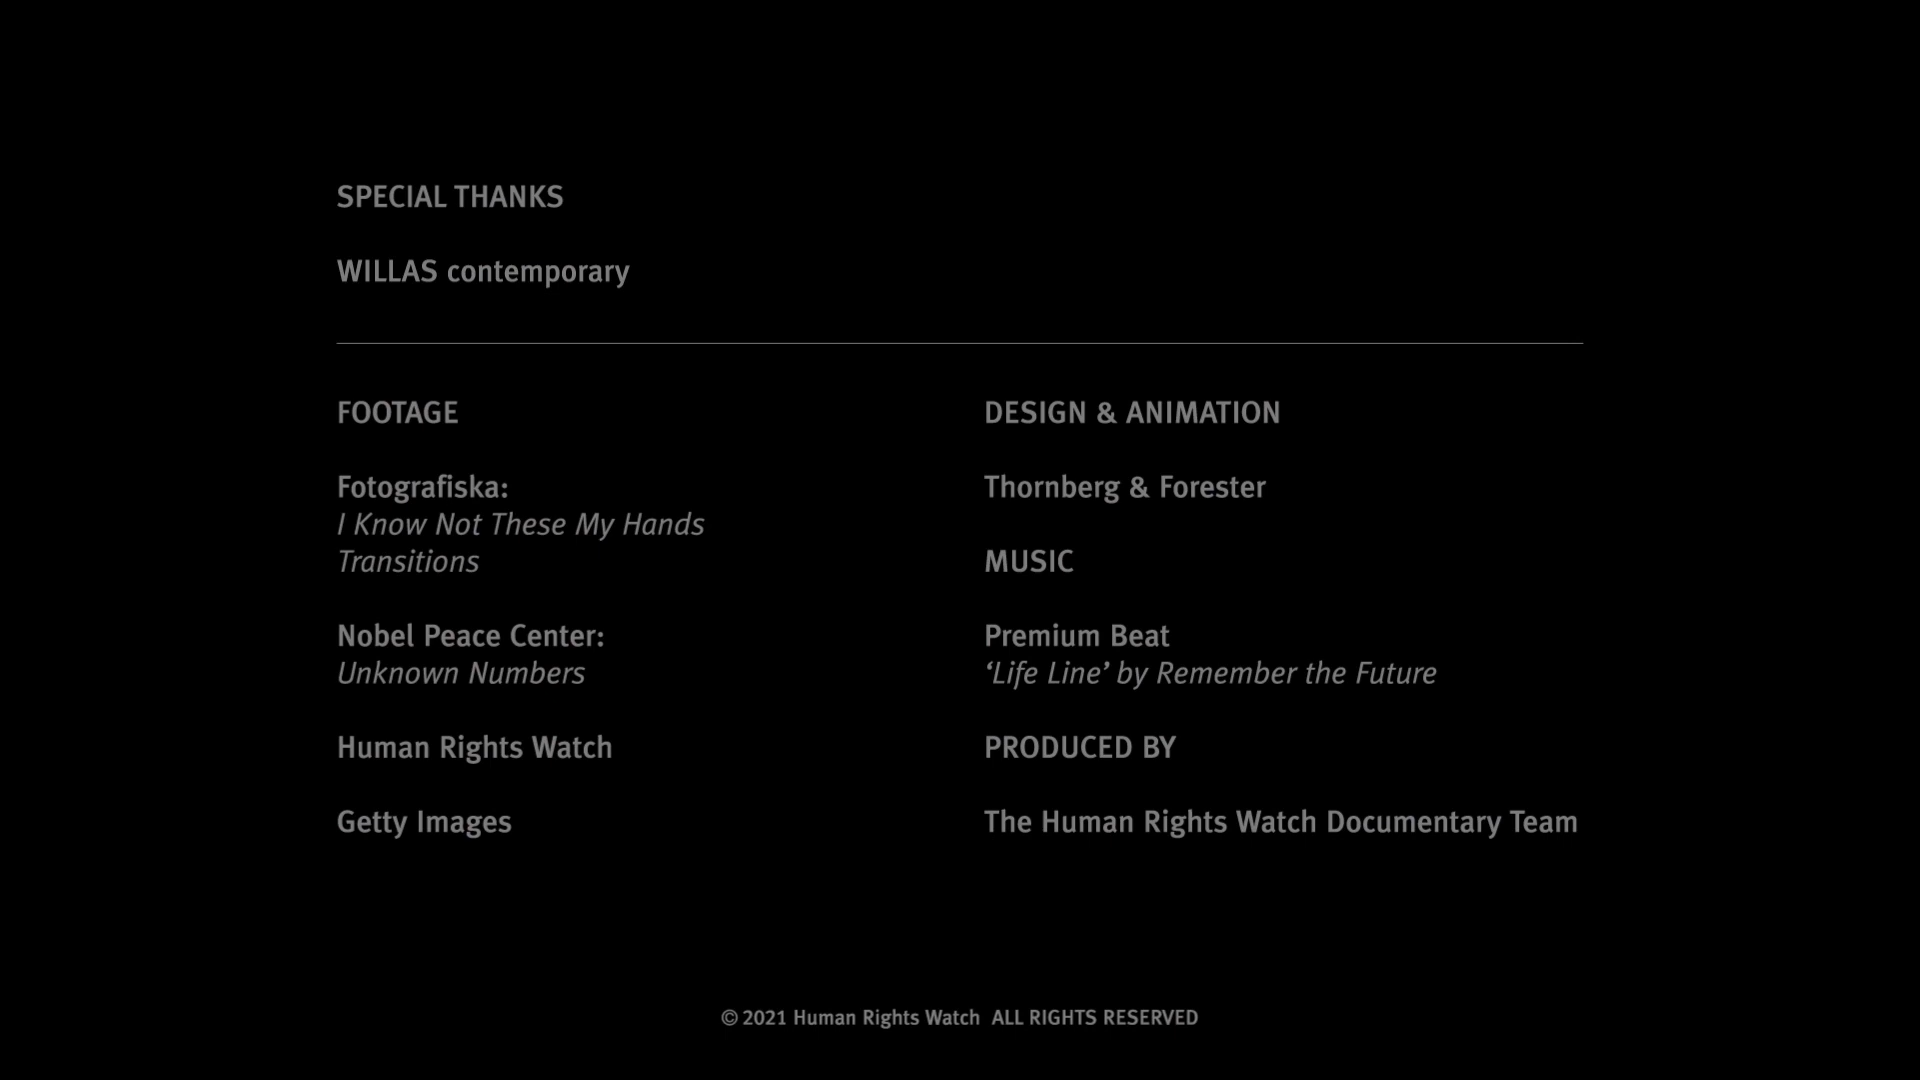 SPECIAL THANKS
WILLAS contemporary
FOOTAGE
Fotografiska:
I Know Not These My Hands
Transitions
Nobel Peace Center:
Unknown Numbers
Human Rights Watch
Getty Images
DESIGN & ANIMATION
Thornberg & Forester
MUSIC
Premium Beat
‘Life Line’ by Remember the Future
PRODUCED BY
The Human Rights Watch Documentary Team
© 2021 Human Rights Watch ALL RIGHTS RESERVED